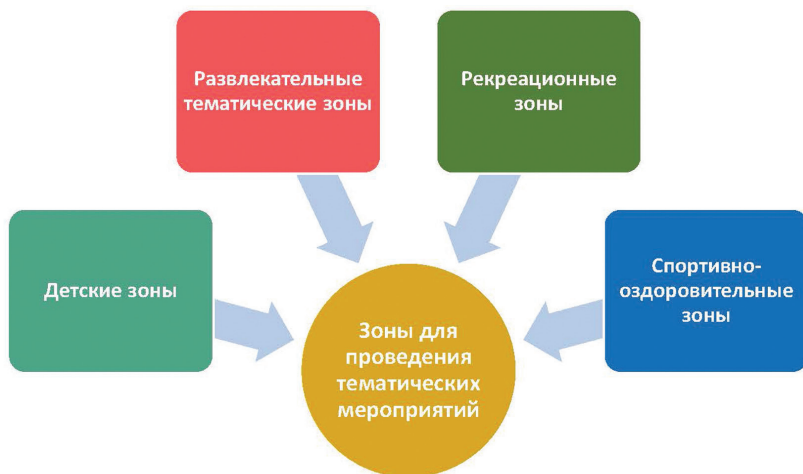 Развлекательные
тематические зоны
Рекреационные
зоны
Детские зоны
Спортивно-
оздоровительные
зоны
Зоны для
проведения
тематических
мероприятий